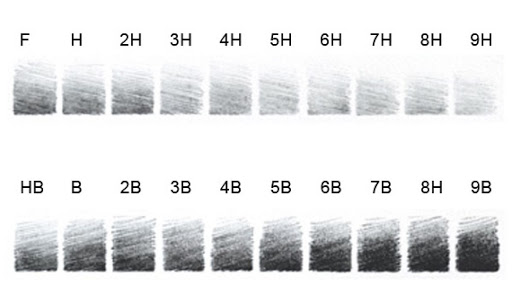 F H 2H 3H 4H 5H 6H 7H 8H 9H
HB B 2B 3B 4B 5B 6B 7B 8H 9B